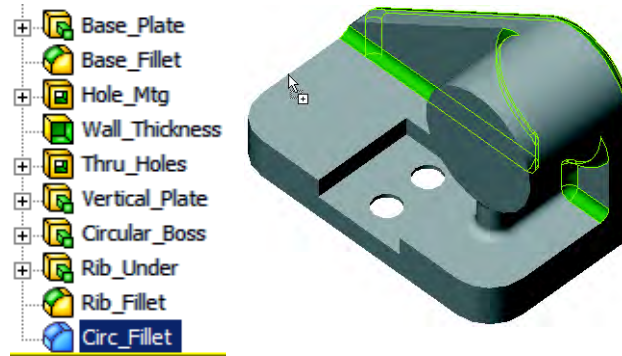 Base_Plate
Base_Fillet
Hole_Mtg
Wall_Thickness
Thru_Holes
Vertical_Plate
Circular_Boss
Rib_Under
Rib_Fillet
Circ_Fillet